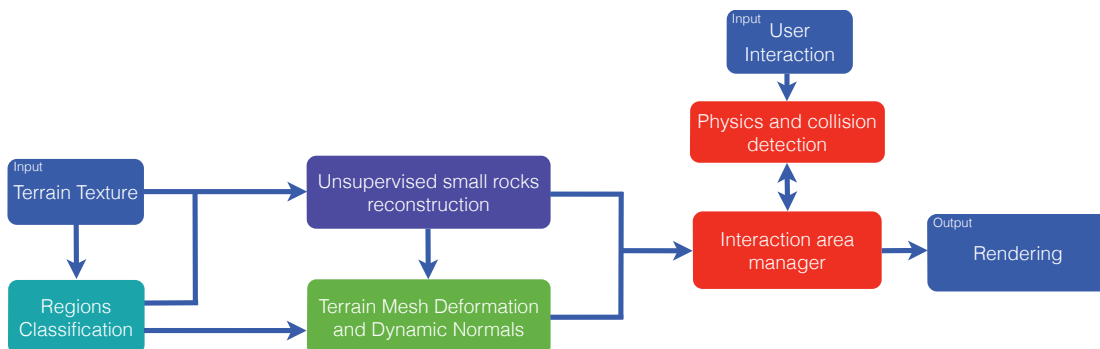 Input
User
Interaction
Physics and collision
detection
Input
Terrain Texture
Unsupervised small rocks
reconstruction
Interaction area
manager
Output
Rendering
Regions
Classification
Terrain Mesh Deformation
and Dynamic Normals